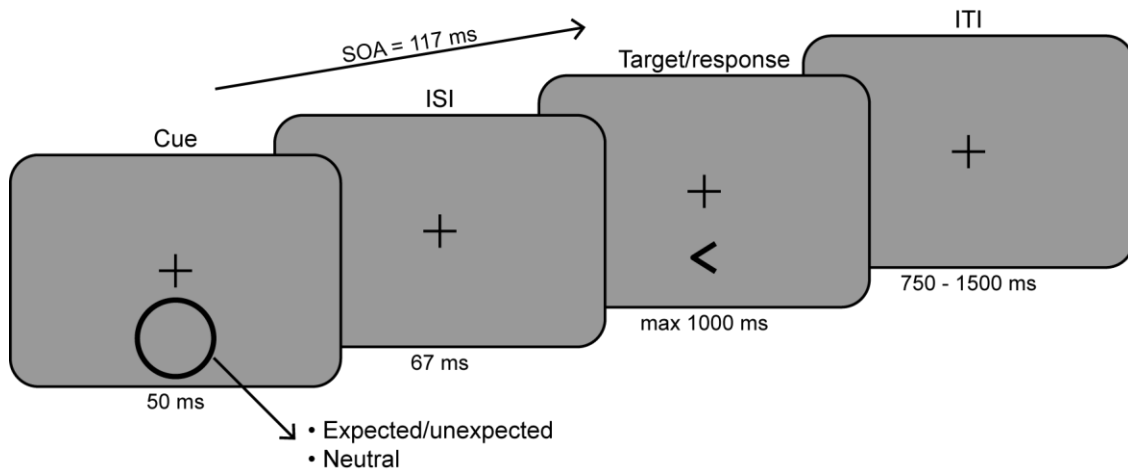 Cue
50 ms
• Expected/unexpected
• Neutral
SOA = 117 ms
ISI
67 ms
Target/response
max 1000 ms
ITI
750 - 1500 ms